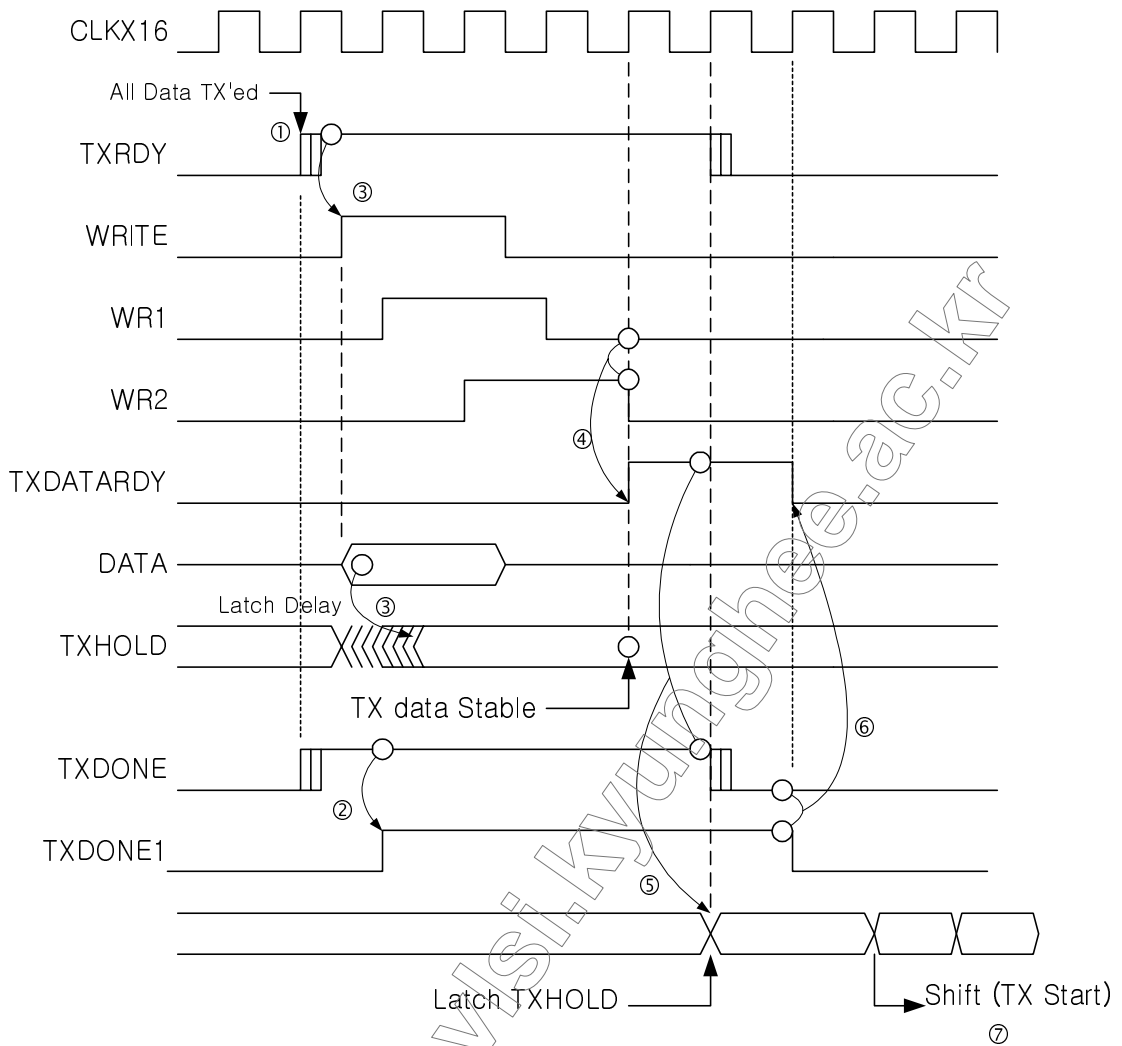 CLKX16
All Data TX'ed
①
TXRDY
③
WRITE
WR1
WR2
④
TXDATARDY
DATA
Latch Delay
③
TXHOLD
TX data Stable
⑥
TXDONE
②
TXDONE1
⑤
Latch TXHOLD
Shift (TX Start)
⑦
vlsi.kyunghee.ac.kr